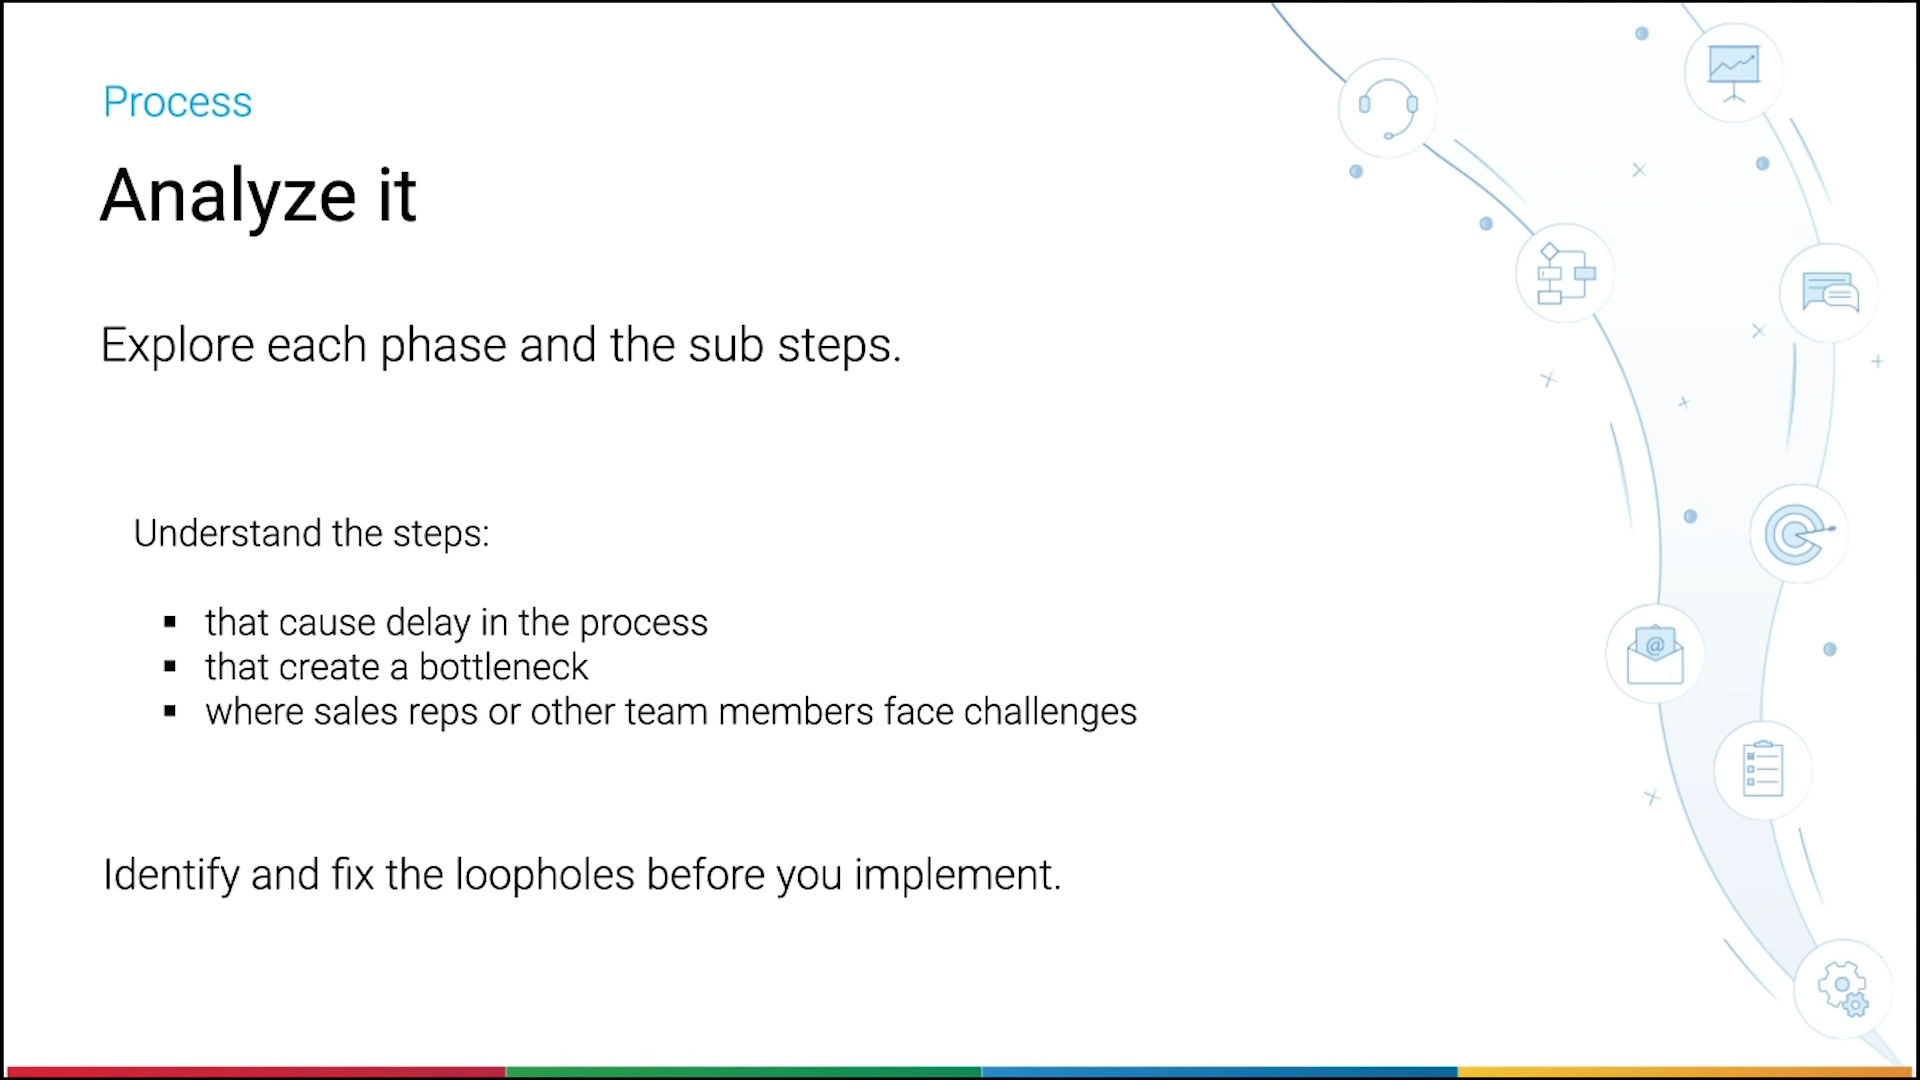 Process
Analyze it
Explore each phase and the sub steps.
Understand the steps:
▪ that cause delay in the process
▪ that create a bottleneck
▪ where sales reps or other team members face challenges
Identify and fix the loopholes before you implement.
@